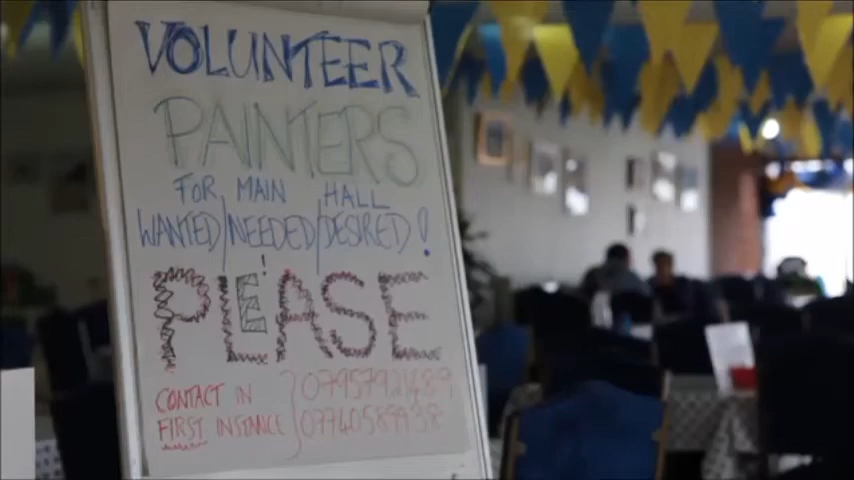 VOLUNTEER
PAINTERS
FOR MAIN HALL
WANTED/NEEDED/DESIRED!
PLEASE!
CONTACT IN
FIRST INSTANCE